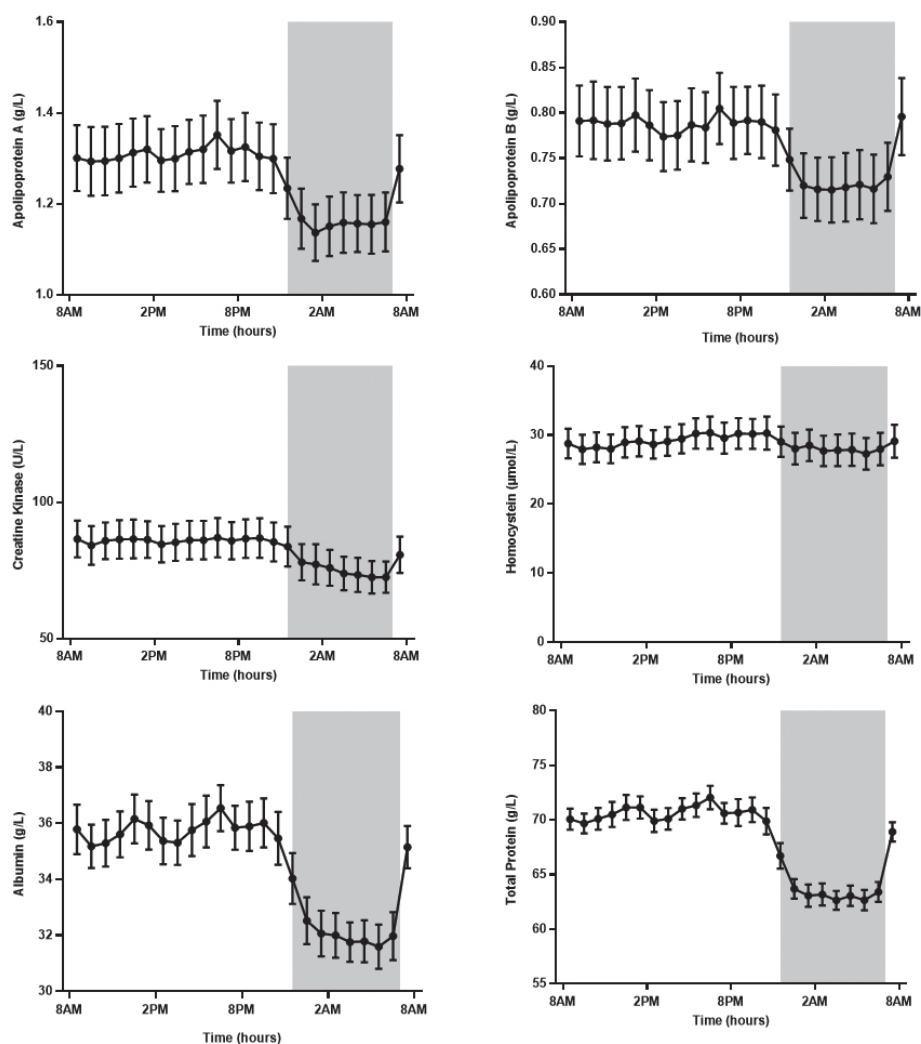 1.6
1.4
1.2
1.0
Apolipoprotein A (g/L)
8AM 2PM 8PM 2AM 8AM
Time (hours)
0.90
0.85
0.80
0.75
0.70
0.65
0.60
Apolipoprotein B (g/L)
8AM 2PM 8PM 2AM 8AM
Time (hours)
150
100
50
Creatine Kinase (U/L)
8AM 2PM 8PM 2AM 8AM
Time (hours)
40
30
20
10
0
Homocystein (µmol/L)
8AM 2PM 8PM 2AM 8AM
Time (hours)
40
38
36
34
32
30
Albumin (g/L)
8AM 2PM 8PM 2AM 8AM
Time (hours)
80
75
70
65
60
55
Total Protein (g/L)
8AM 2PM 8PM 2AM 8AM
Time (hours)